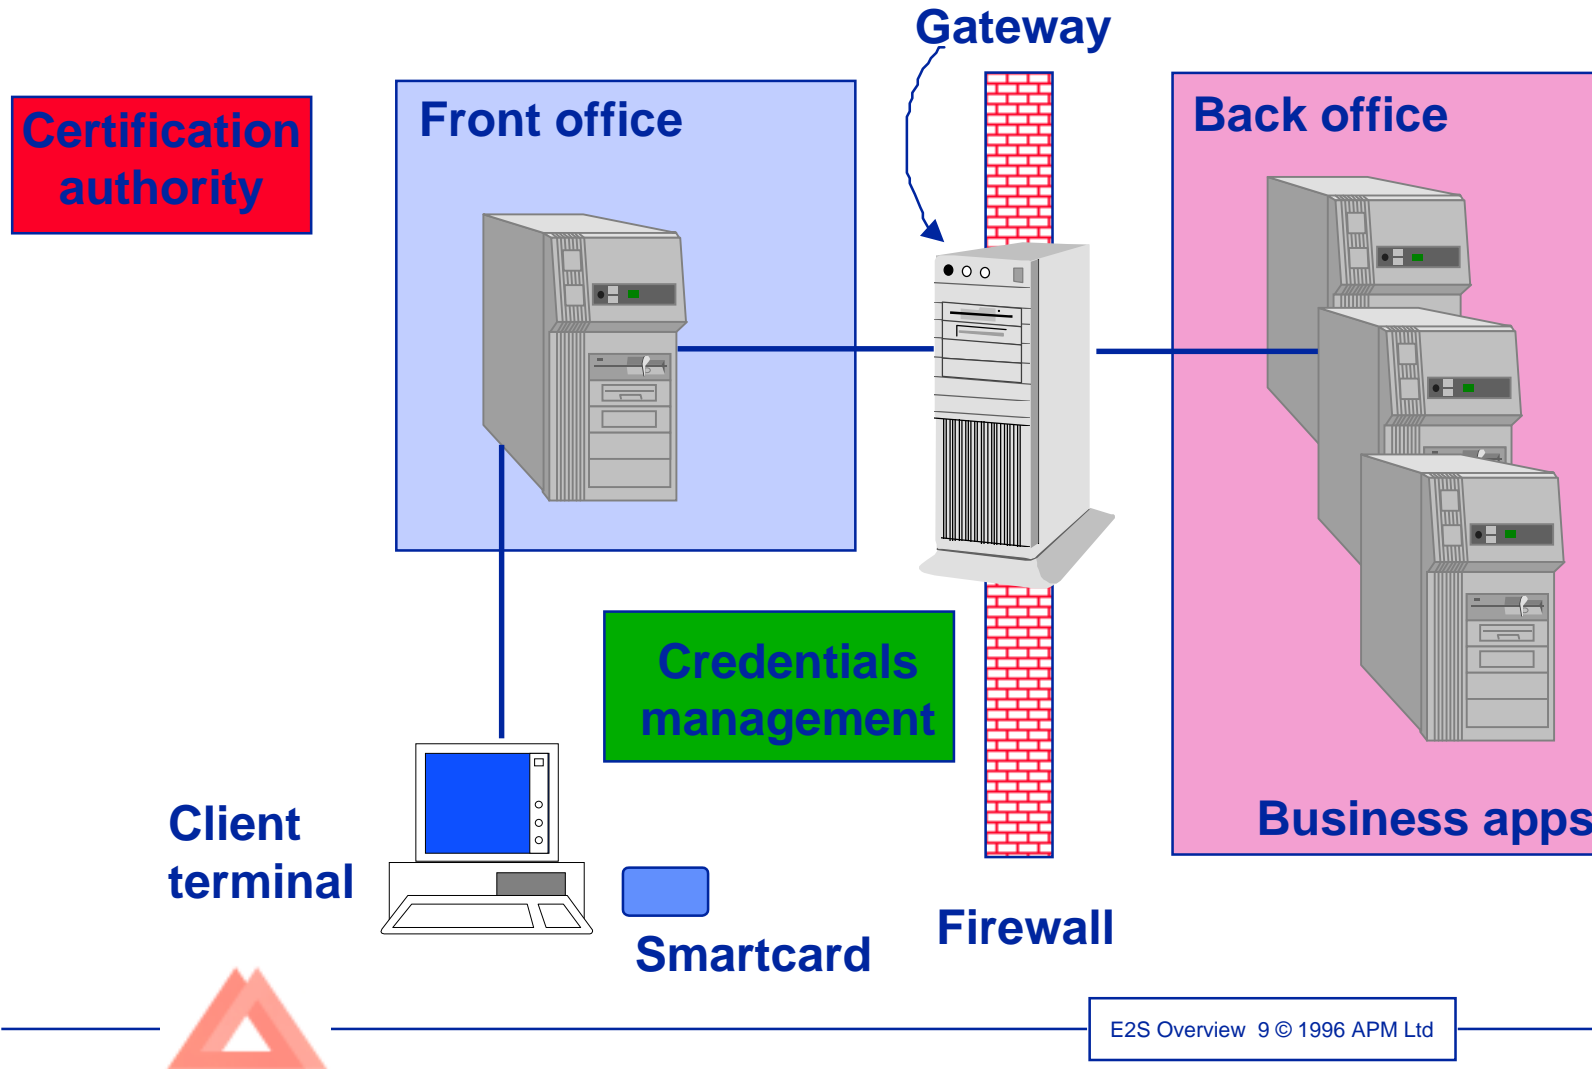 Gateway
Certification
authority
Front office
Back office
Credentials
management
Client
terminal
Business apps
Smartcard
Firewall
E2S Overview 9 © 1996 APM Ltd